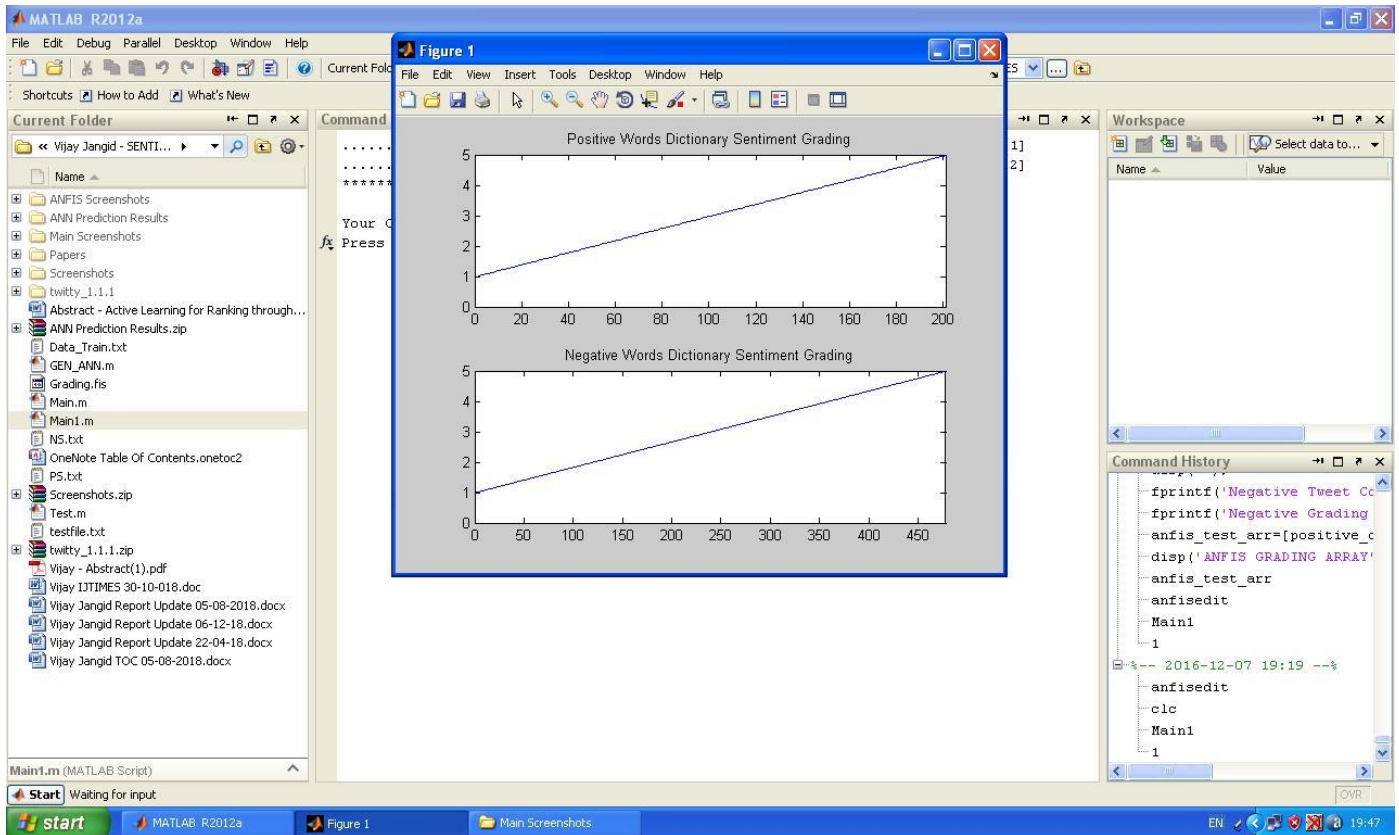 MATLAB R2012a
File Edit Debug Parallel Desktop Window Help
Current Fold
ES
Shortcuts How to Add What's New
Current Folder
« Vijay Jangid - SENTI...
Name
ANFIS Screenshots
ANN Prediction Results
Main Screenshots
Papers
Screenshots
twitty_1.1.1
Abstract - Active Learning for Ranking through...
ANN Prediction Results.zip
Data_Train.txt
GEN_ANN.m
Grading.fis
Main.m
Main1.m
NS.txt
OneNote Table Of Contents.onetoc2
PS.txt
Screenshots.zip
Test.m
testfile.txt
twitty_1.1.1.zip
Vijay - Abstract(1).pdf
Vijay IJTIMES 30-10-018.doc
Vijay Jangid Report Update 05-08-2018.docx
Vijay Jangid Report Update 06-12-18.docx
Vijay Jangid Report Update 22-04-18.docx
Vijay Jangid TOC 05-08-2018.docx
Main1.m (MATLAB Script)
Command
...... 1]
...... 2]
******
Your C
fx Press
Figure 1
File Edit View Insert Tools Desktop Window Help
Positive Words Dictionary Sentiment Grading
5
4
3
2
1
0
0 20 40 60 80 100 120 140 160 180 200
Negative Words Dictionary Sentiment Grading
5
4
3
2
1
0
0 50 100 150 200 250 300 350 400 450
Workspace
Select data to...
Name Value
Command History
fprintf('Negative Tweet Co
fprintf('Negative Grading
anfis_test_arr=[positive_c
disp('ANFIS GRADING ARRAY'
anfis_test_arr
anfisedit
Main1
1
%-- 2016-12-07 19:19 --%
anfisedit
clc
Main1
1
Start Waiting for input
OVR
start MATLAB R2012a Figure 1 Main Screenshots EN 19:47